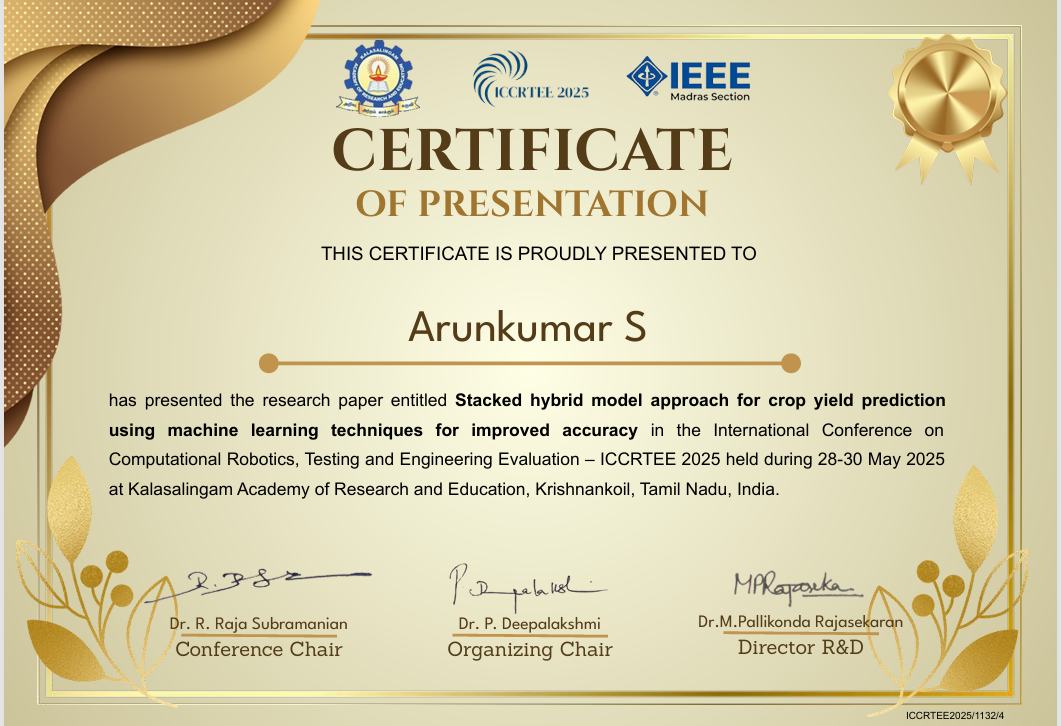 KALASALINGAM
ACADEMY OF RESEARCH AND EDUCATION
ICCRTEE 2025
IEEE
Madras Section
CERTIFICATE
OF PRESENTATION
THIS CERTIFICATE IS PROUDLY PRESENTED TO
Arunkumar S
has presented the research paper entitled Stacked hybrid model approach for crop yield prediction
using machine learning techniques for improved accuracy in the International Conference on
Computational Robotics, Testing and Engineering Evaluation – ICCRTEE 2025 held during 28-30 May 2025
at Kalasalingam Academy of Research and Education, Krishnankoil, Tamil Nadu, India.
P. Deepalakshmi
Dr. R. Raja Subramanian
Dr. P. Deepalakshmi
Dr.M.Pallikonda Rajasekaran
Conference Chair
Organizing Chair
Director R&D
ICCRTEE2025/1132/4